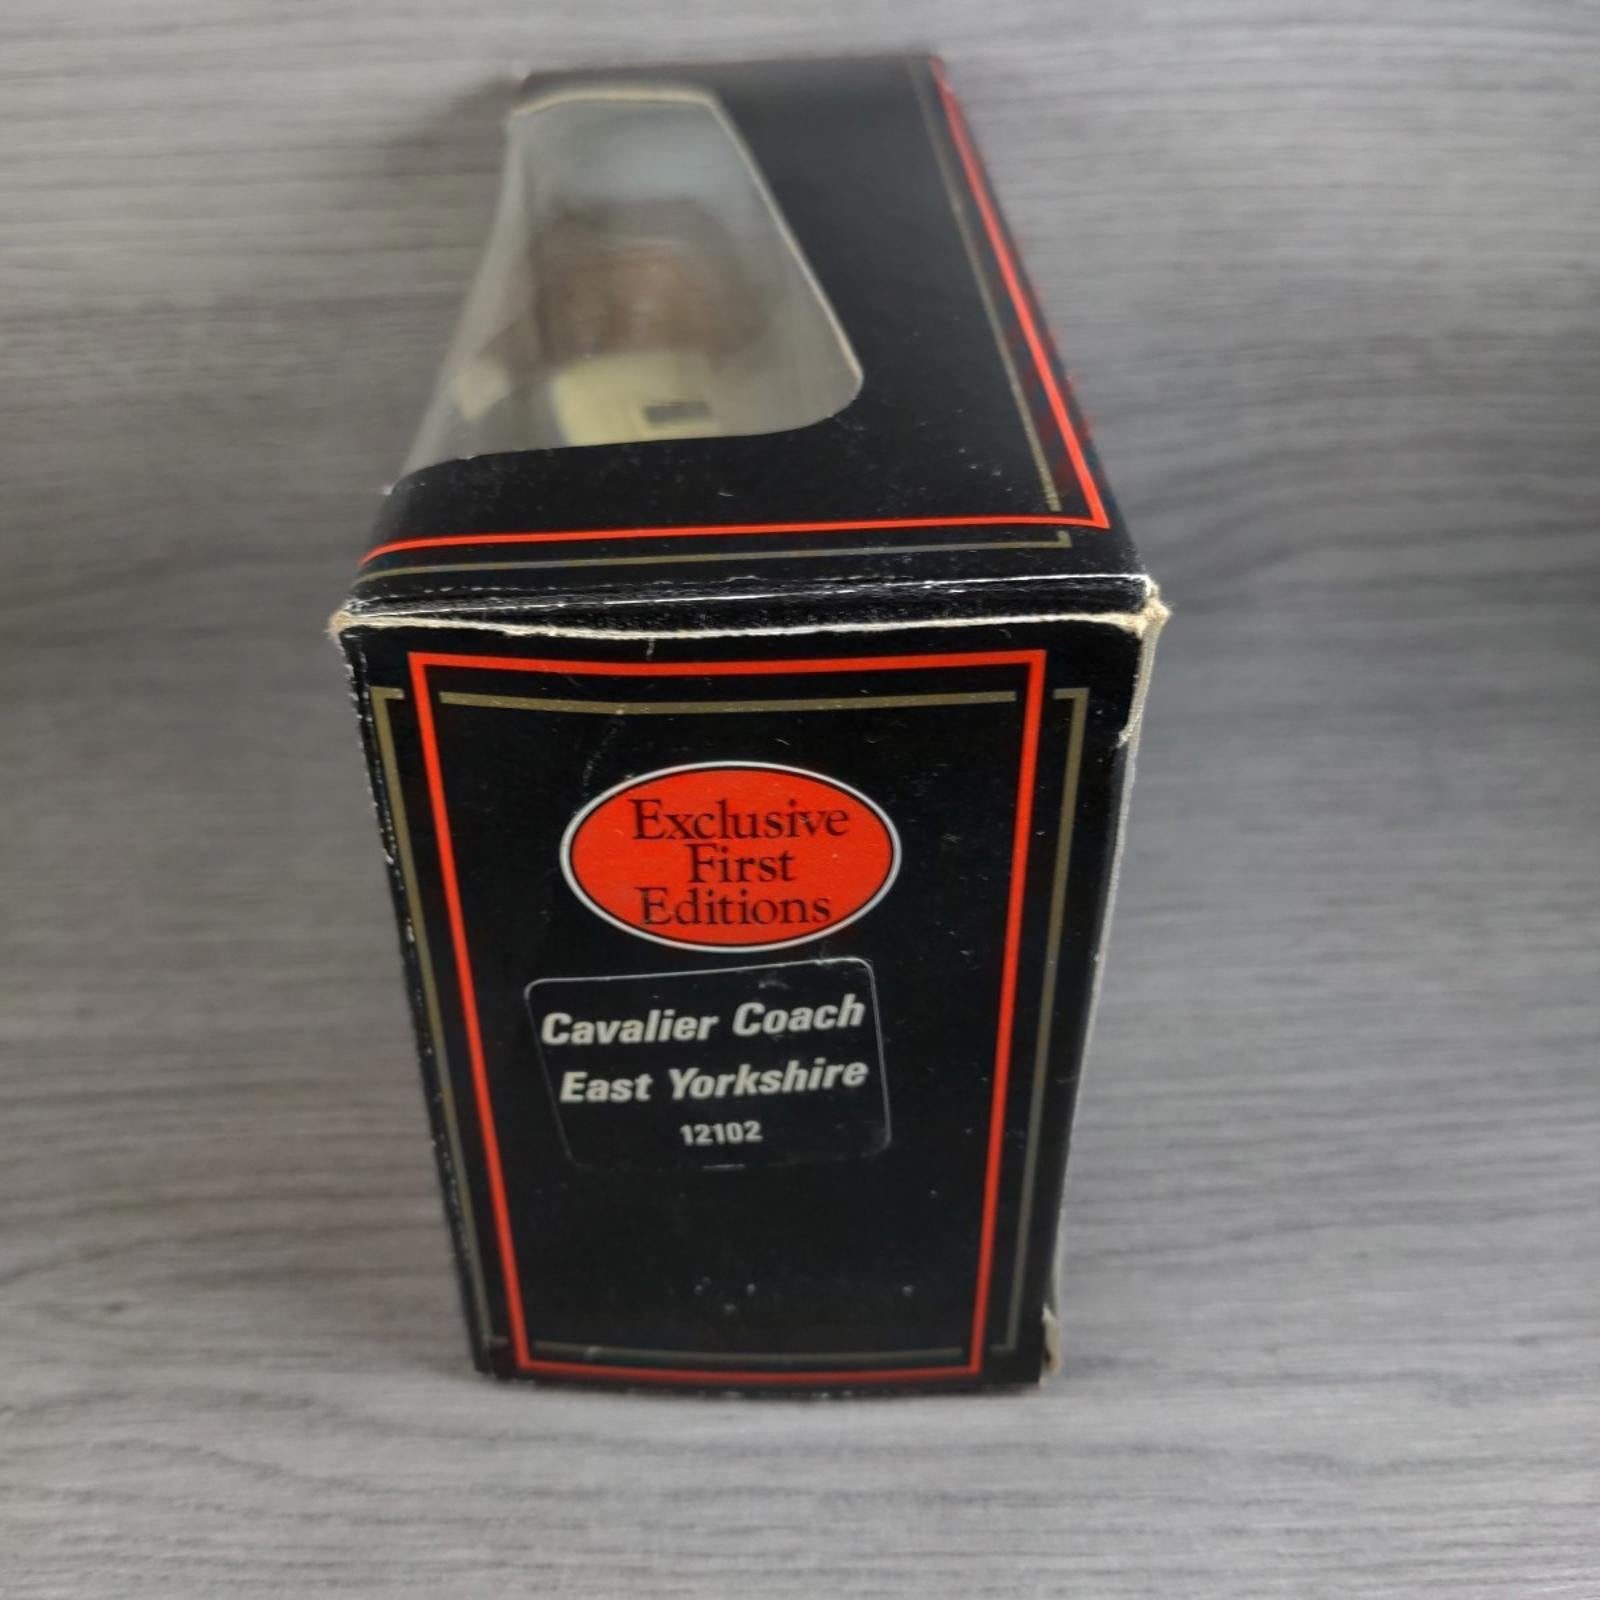 Exclusive
First
Editions
Cavalier Coach
East Yorkshire
12102